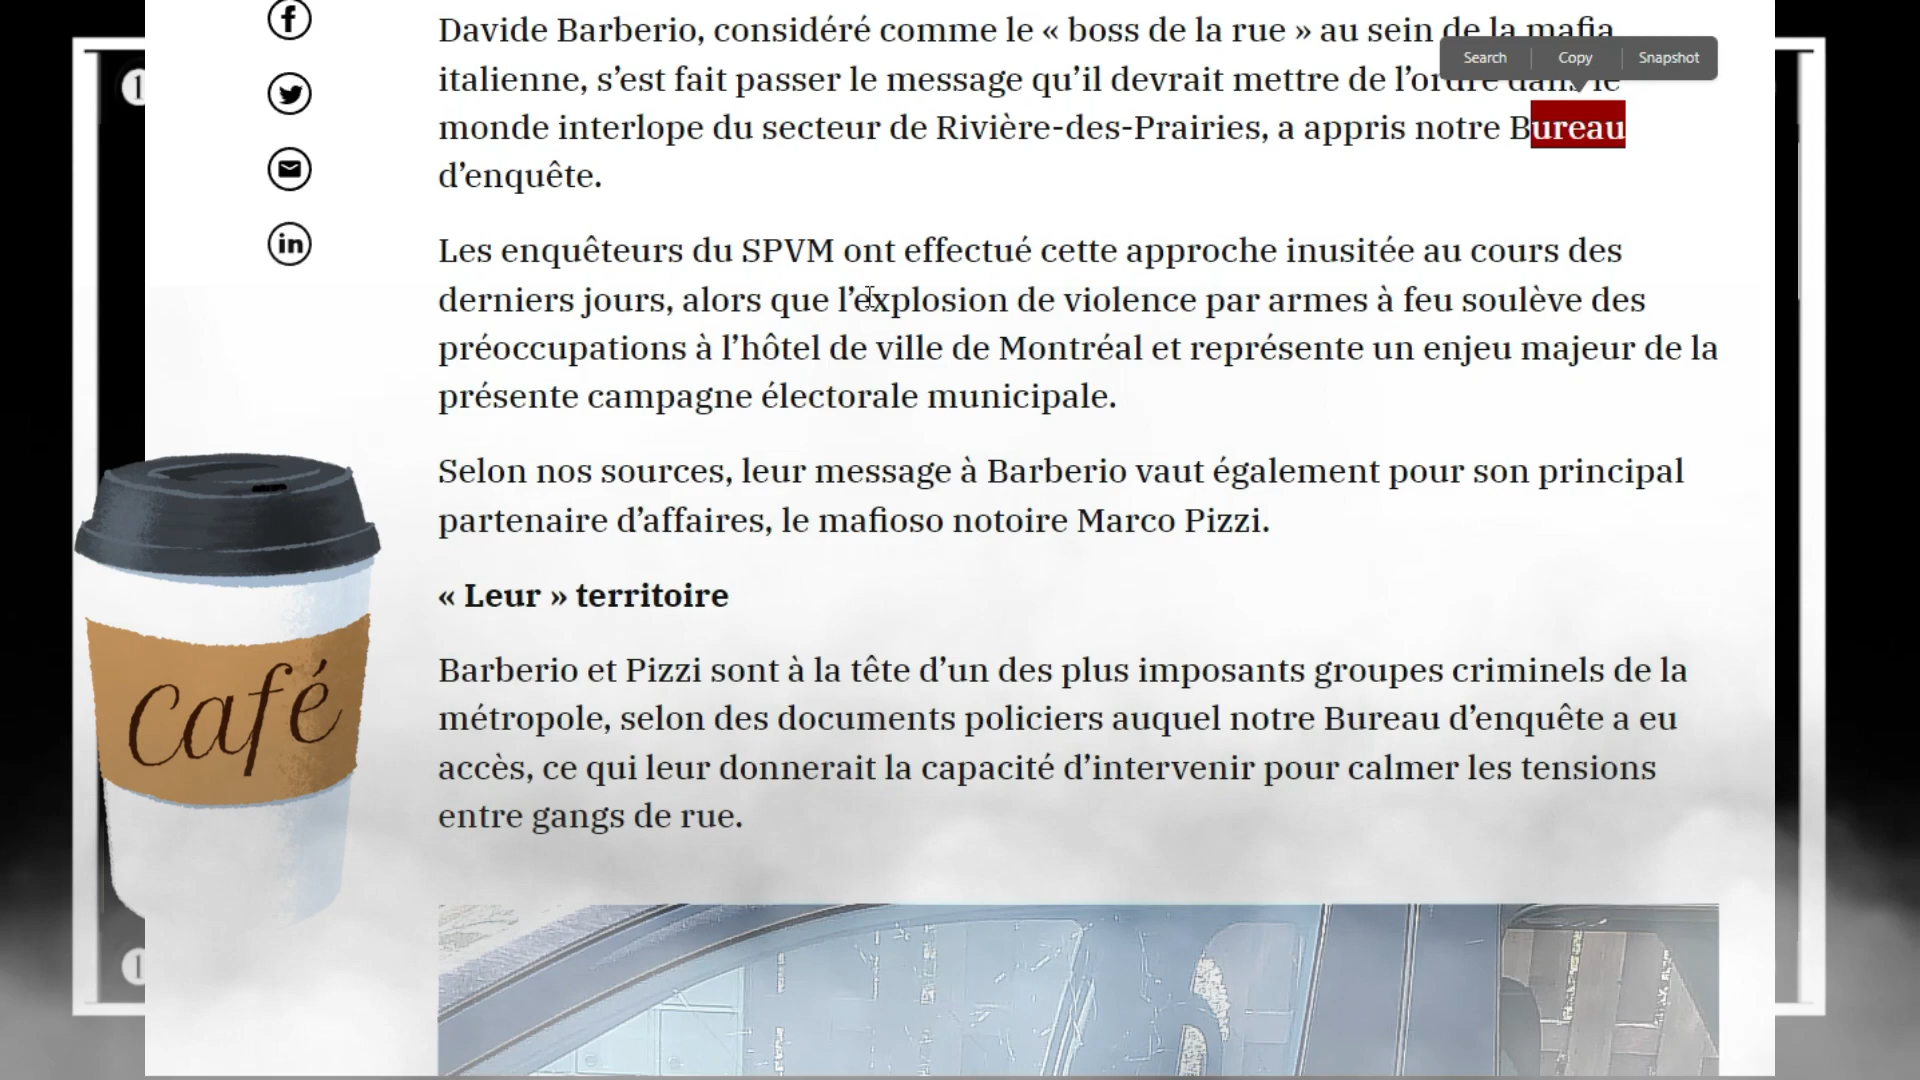 Davide Barberio, considéré comme le « boss de la rue » au sein de la mafia
Search Copy Snapshot
italienne, s’est fait passer le message qu’il devrait mettre de l’ordre dans le
monde interlope du secteur de Rivière-des-Prairies, a appris notre Bureau
d’enquête.
Les enquêteurs du SPVM ont effectué cette approche inusitée au cours des
derniers jours, alors que l’explosion de violence par armes à feu soulève des
préoccupations à l’hôtel de ville de Montréal et représente un enjeu majeur de la
présente campagne électorale municipale.
Selon nos sources, leur message à Barberio vaut également pour son principal
partenaire d’affaires, le mafioso notoire Marco Pizzi.
« Leur » territoire
Barberio et Pizzi sont à la tête d’un des plus imposants groupes criminels de la
métropole, selon des documents policiers auquel notre Bureau d’enquête a eu
accès, ce qui leur donnerait la capacité d’intervenir pour calmer les tensions
entre gangs de rue.
Café